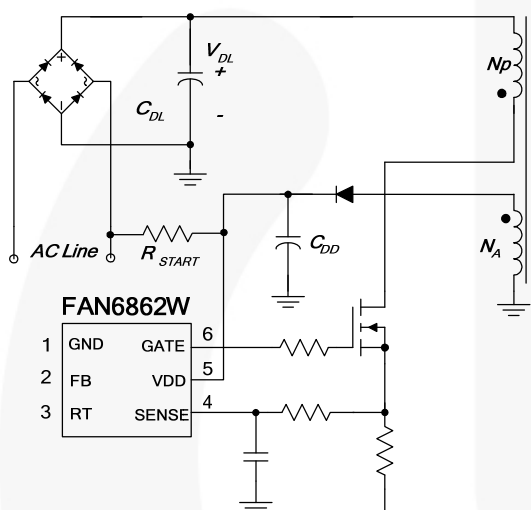 V_DL
+
C_DL
-
Np
+
~ ~
−
AC Line
R_START
C_DD
N_A
FAN6862W
1 GND GATE 6
2 FB VDD 5
3 RT SENSE 4